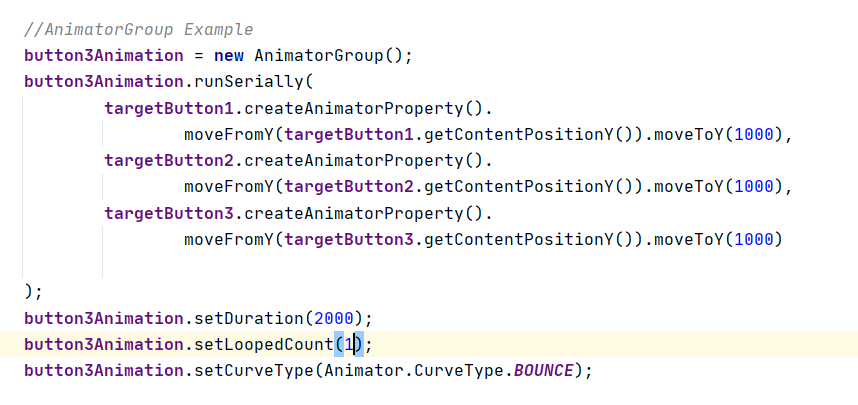 //AnimatorGroup Example
button3Animation = new AnimatorGroup();
button3Animation.runSerially(
targetButton1.createAnimatorProperty().
moveFromY(targetButton1.getContentPositionY()).moveToY(1000),
targetButton2.createAnimatorProperty().
moveFromY(targetButton2.getContentPositionY()).moveToY(1000),
targetButton3.createAnimatorProperty().
moveFromY(targetButton3.getContentPositionY()).moveToY(1000)
);
button3Animation.setDuration(2000);
button3Animation.setLoopedCount(1);
button3Animation.setCurveType(Animator.CurveType.BOUNCE);